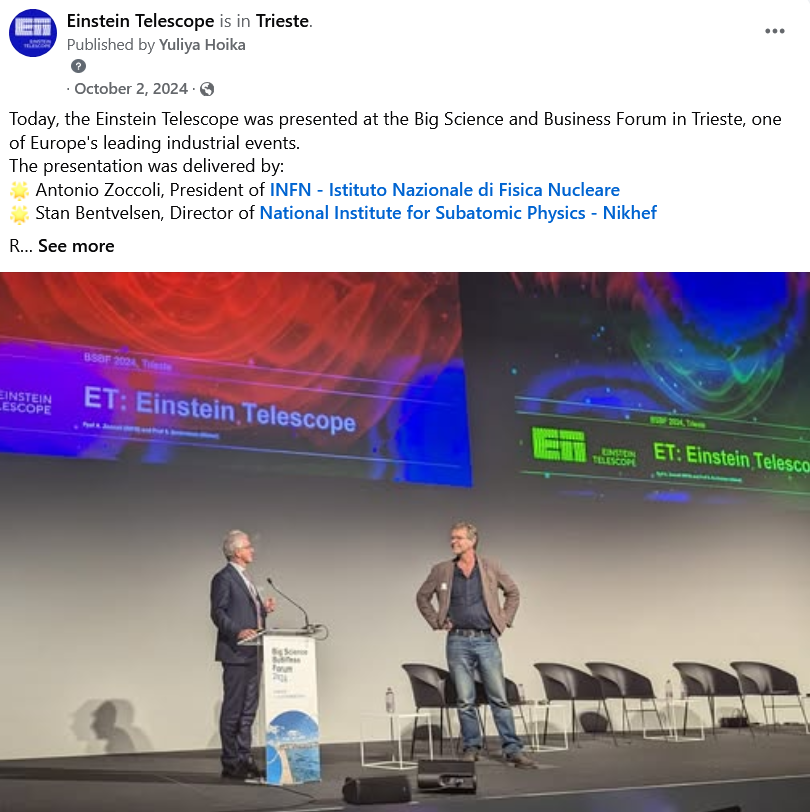 Einstein Telescope is in Trieste.
Published by Yuliya Hoika
· October 2, 2024 ·
Today, the Einstein Telescope was presented at the Big Science and Business Forum in Trieste, one
of Europe's leading industrial events.
The presentation was delivered by:
🌟 Antonio Zoccoli, President of INFN - Istituto Nazionale di Fisica Nucleare
🌟 Stan Bentvelsen, Director of National Institute for Subatomic Physics - Nikhef
R... See more
BSBF 2024, Trieste
EINSTEIN
TELESCOPE
ET: Einstein Telescope
BSBF 2024, Trieste
EINSTEIN
TELESCOPE
ET: Einstein Telesco
Big Science
Business
Forum
2024